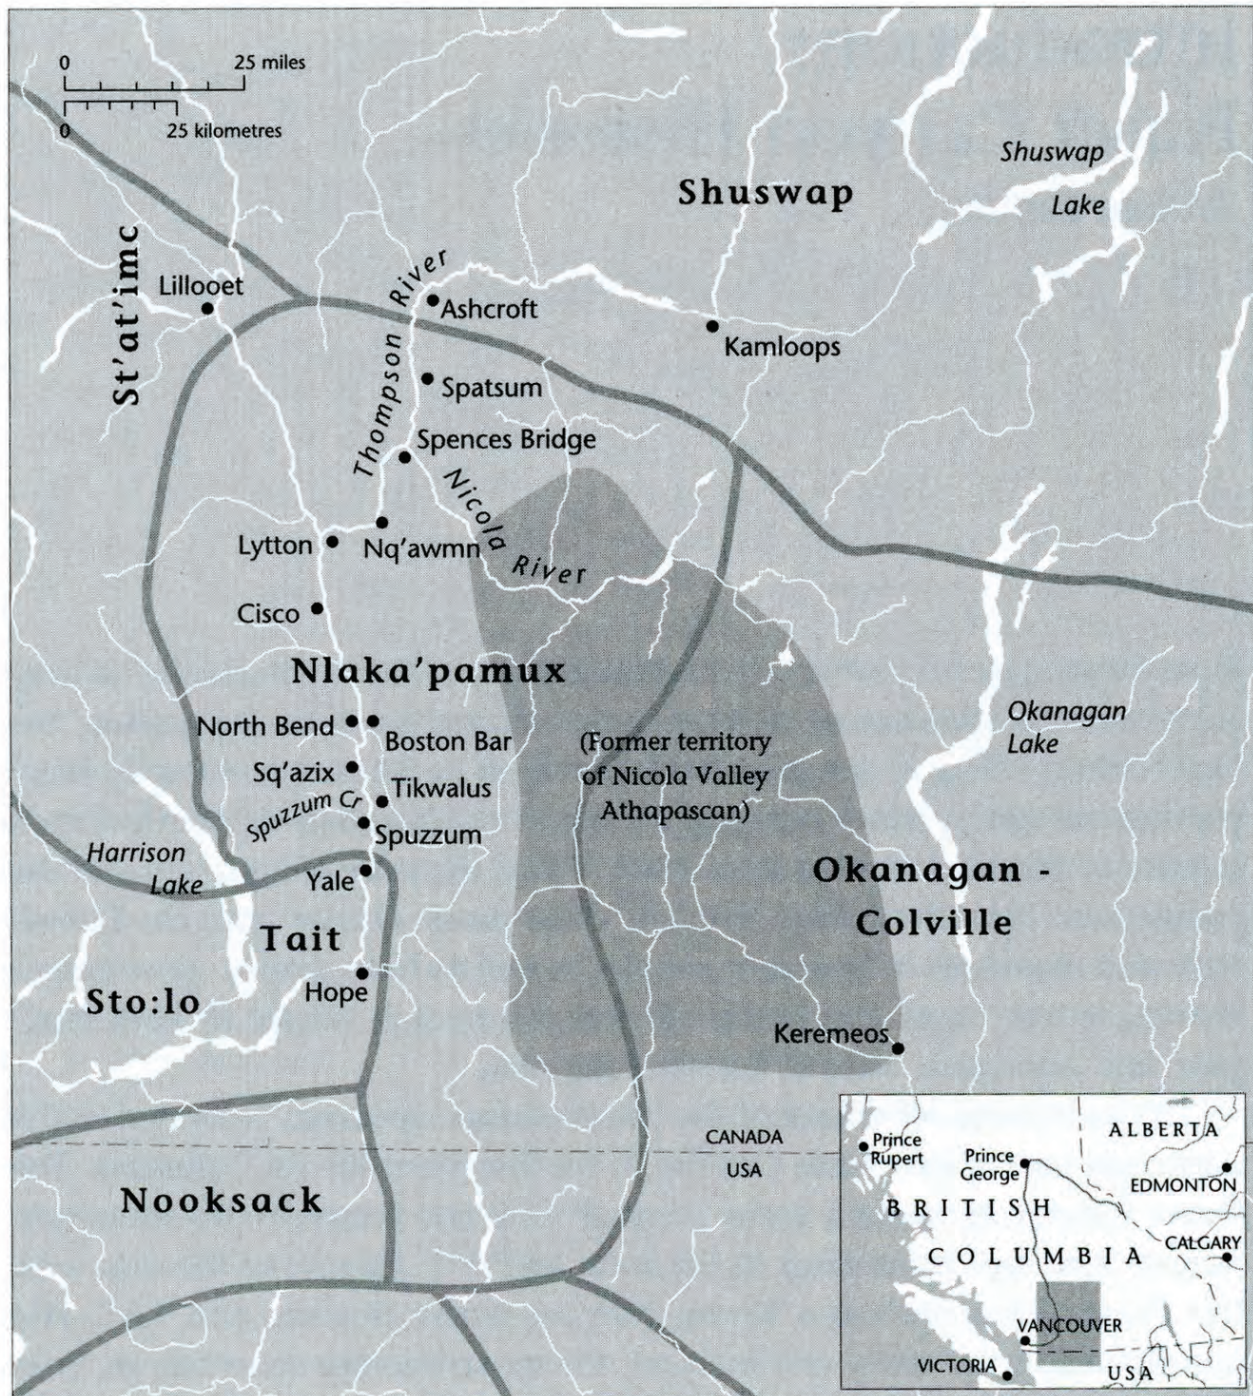 0 25 miles
0 25 kilometres
Shuswap
Lake
Shuswap
St'at'imc
Lillooet
Thompson River
Ashcroft
Kamloops
Spatsum
Spences Bridge
Nicola River
Lytton
Nq'awmn
Cisco
Nlaka'pamux
North Bend
Boston Bar
Okanagan
Lake
(Former territory
of Nicola Valley
Athapascan)
Sq'azix
Tikwalus
Spuzzum Cr
Spuzzum
Harrison
Lake
Yale
Okanagan -
Colville
Tait
Hope
Sto:lo
Keremeos
CANADA
USA
Nooksack
Prince
Rupert
Prince
George
ALBERTA
EDMONTON
BRITISH
COLUMBIA
CALGARY
VANCOUVER
VICTORIA
USA